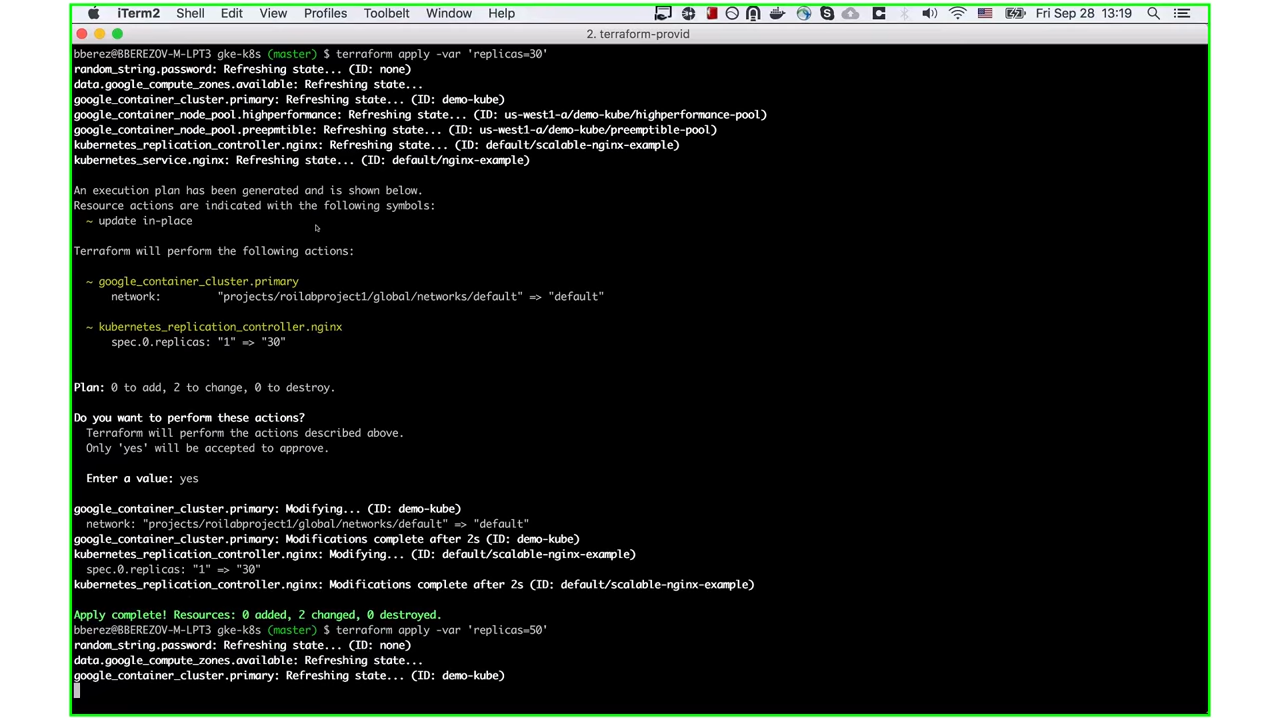 iTerm2 Shell Edit View Profiles Toolbelt Window Help Fri Sep 28 13:19
2. terraform-provid
bberez@BBEREZOV-M-LPT3 gke-k8s (master) $ terraform apply -var 'replicas=30'
random_string.password: Refreshing state... (ID: none)
data.google_compute_zones.available: Refreshing state...
google_container_cluster.primary: Refreshing state... (ID: demo-kube)
google_container_node_pool.highperformance: Refreshing state... (ID: us-west1-a/demo-kube/highperformance-pool)
google_container_node_pool.preepmtible: Refreshing state... (ID: us-west1-a/demo-kube/preemptible-pool)
kubernetes_replication_controller.nginx: Refreshing state... (ID: default/scalable-nginx-example)
kubernetes_service.nginx: Refreshing state... (ID: default/nginx-example)
An execution plan has been generated and is shown below.
Resource actions are indicated with the following symbols:
~ update in-place
Terraform will perform the following actions:
~ google_container_cluster.primary
network: "projects/roilabproject1/global/networks/default" => "default"
~ kubernetes_replication_controller.nginx
spec.0.replicas: "1" => "30"
Plan: 0 to add, 2 to change, 0 to destroy.
Do you want to perform these actions?
Terraform will perform the actions described above.
Only 'yes' will be accepted to approve.
Enter a value: yes
google_container_cluster.primary: Modifying... (ID: demo-kube)
network: "projects/roilabproject1/global/networks/default" => "default"
google_container_cluster.primary: Modifications complete after 2s (ID: demo-kube)
kubernetes_replication_controller.nginx: Modifying... (ID: default/scalable-nginx-example)
spec.0.replicas: "1" => "30"
kubernetes_replication_controller.nginx: Modifications complete after 2s (ID: default/scalable-nginx-example)
Apply complete! Resources: 0 added, 2 changed, 0 destroyed.
bberez@BBEREZOV-M-LPT3 gke-k8s (master) $ terraform apply -var 'replicas=50'
random_string.password: Refreshing state... (ID: none)
data.google_compute_zones.available: Refreshing state...
google_container_cluster.primary: Refreshing state... (ID: demo-kube)